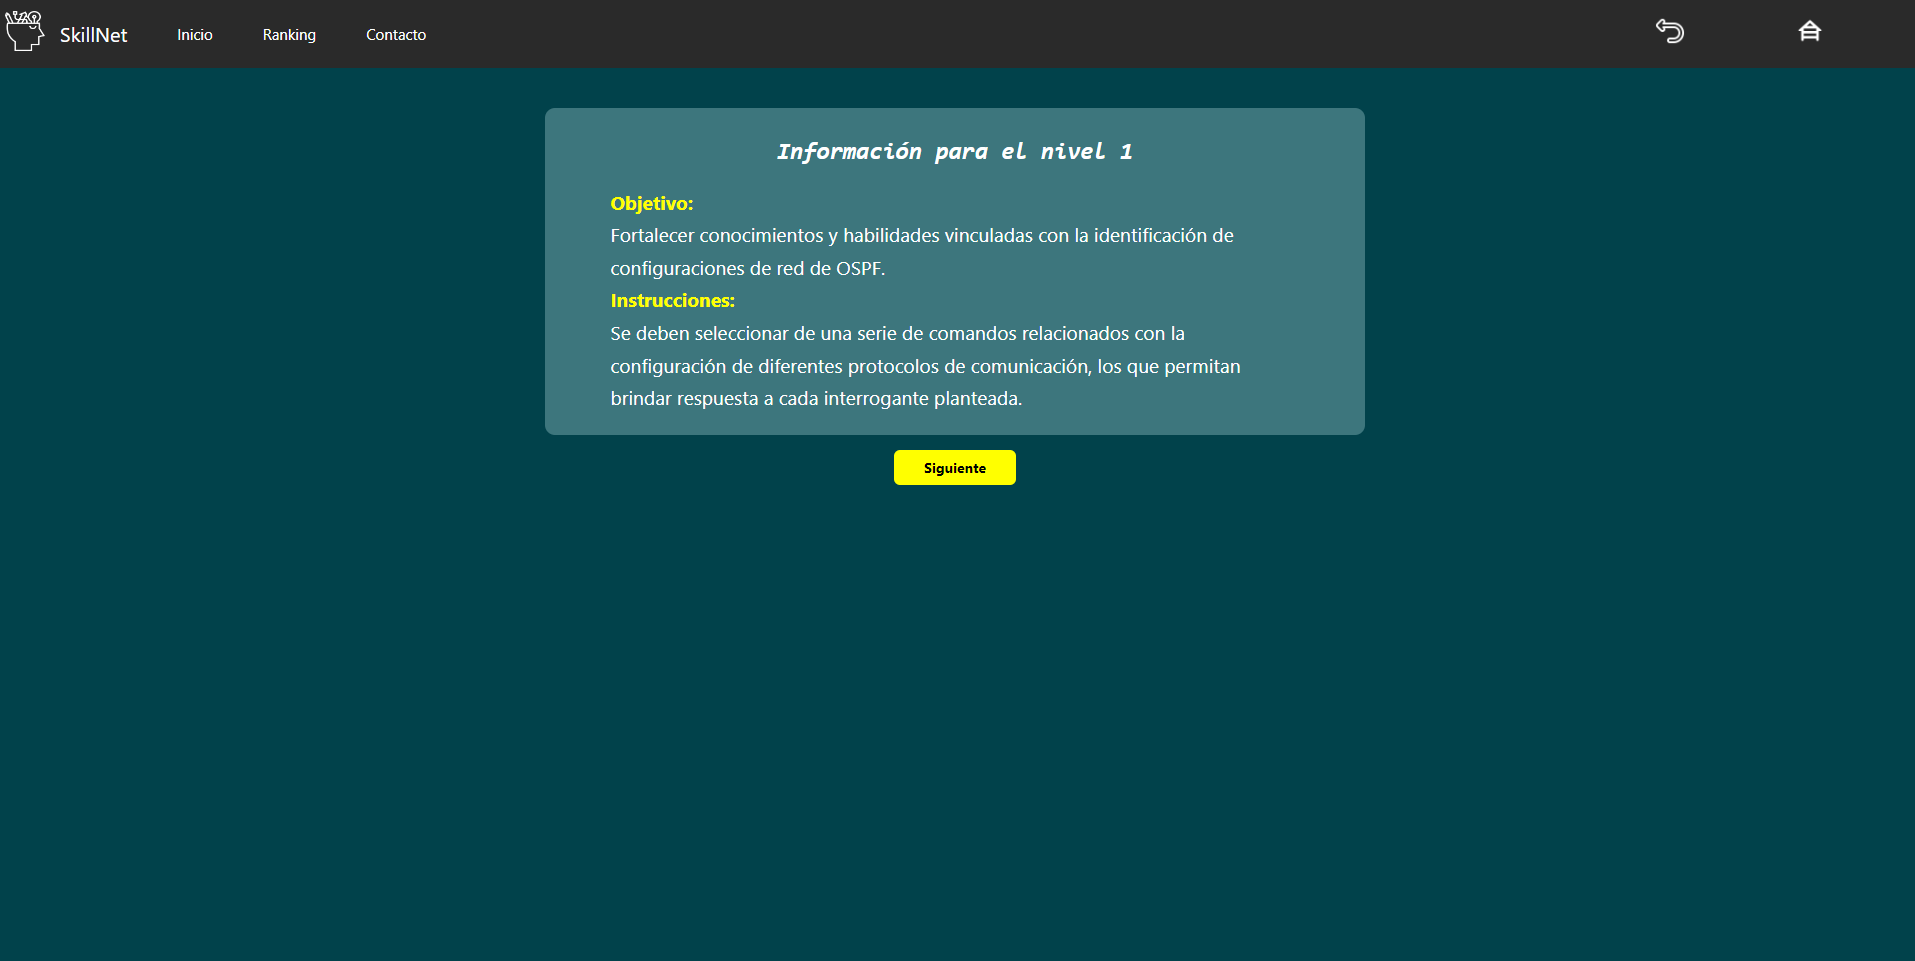 SkillNet Inicio Ranking Contacto
Información para el nivel 1
Objetivo:
Fortalecer conocimientos y habilidades vinculadas con la identificación de
configuraciones de red de OSPF.
Instrucciones:
Se deben seleccionar de una serie de comandos relacionados con la
configuración de diferentes protocolos de comunicación, los que permitan
brindar respuesta a cada interrogante planteada.
Siguiente